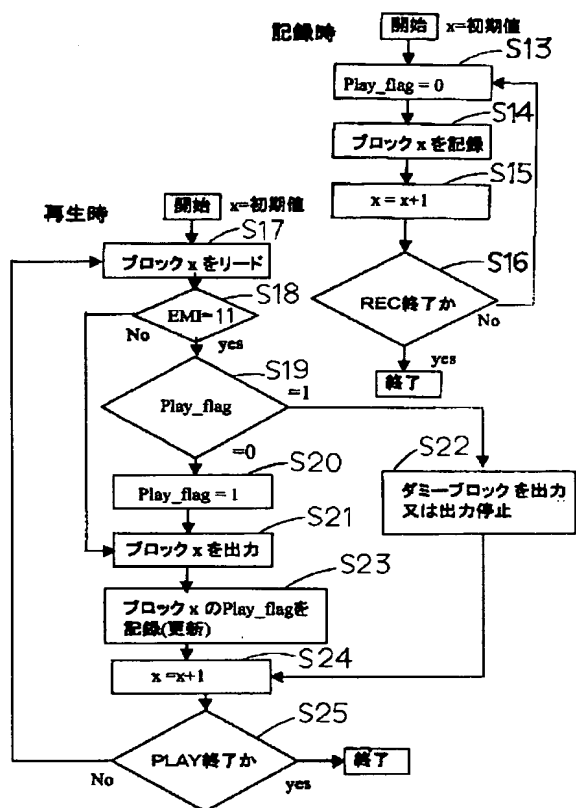 記録時
開始 x=初期値
S13
Play_flag = 0
S14
ブロック x を記録
S15
x = x+1
S16
REC終了か
No
yes
終了
再生時
開始 x=初期値
S17
ブロック x をリード
S18
EMI=11
No
yes
S19
Play_flag
=1
=0
S20
Play_flag = 1
S21
ブロック x を出力
S22
ダミーブロックを出力
又は出力停止
S23
ブロック x のPlay_flagを
記録(更新)
S24
x =x+1
S25
PLAY終了か
No
yes
終了